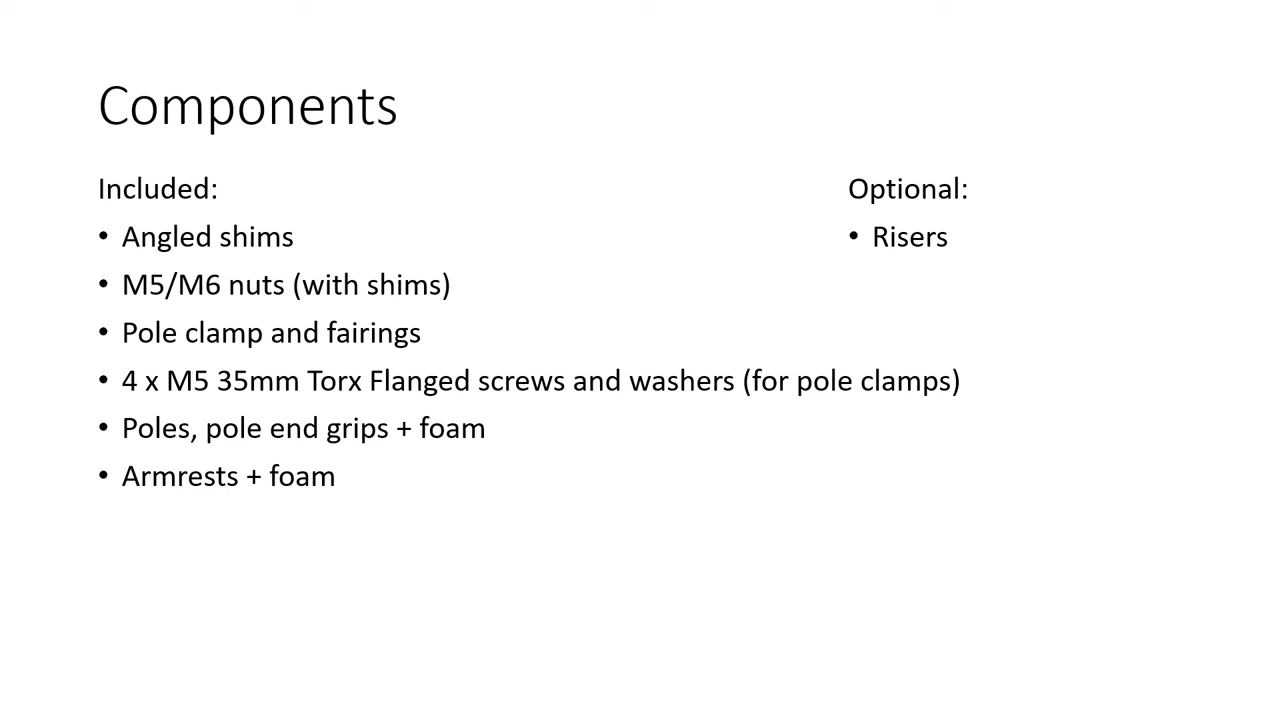 Components
Included:
• Angled shims
• M5/M6 nuts (with shims)
• Pole clamp and fairings
• 4 x M5 35mm Torx Flanged screws and washers (for pole clamps)
• Poles, pole end grips + foam
• Armrests + foam
Optional:
• Risers